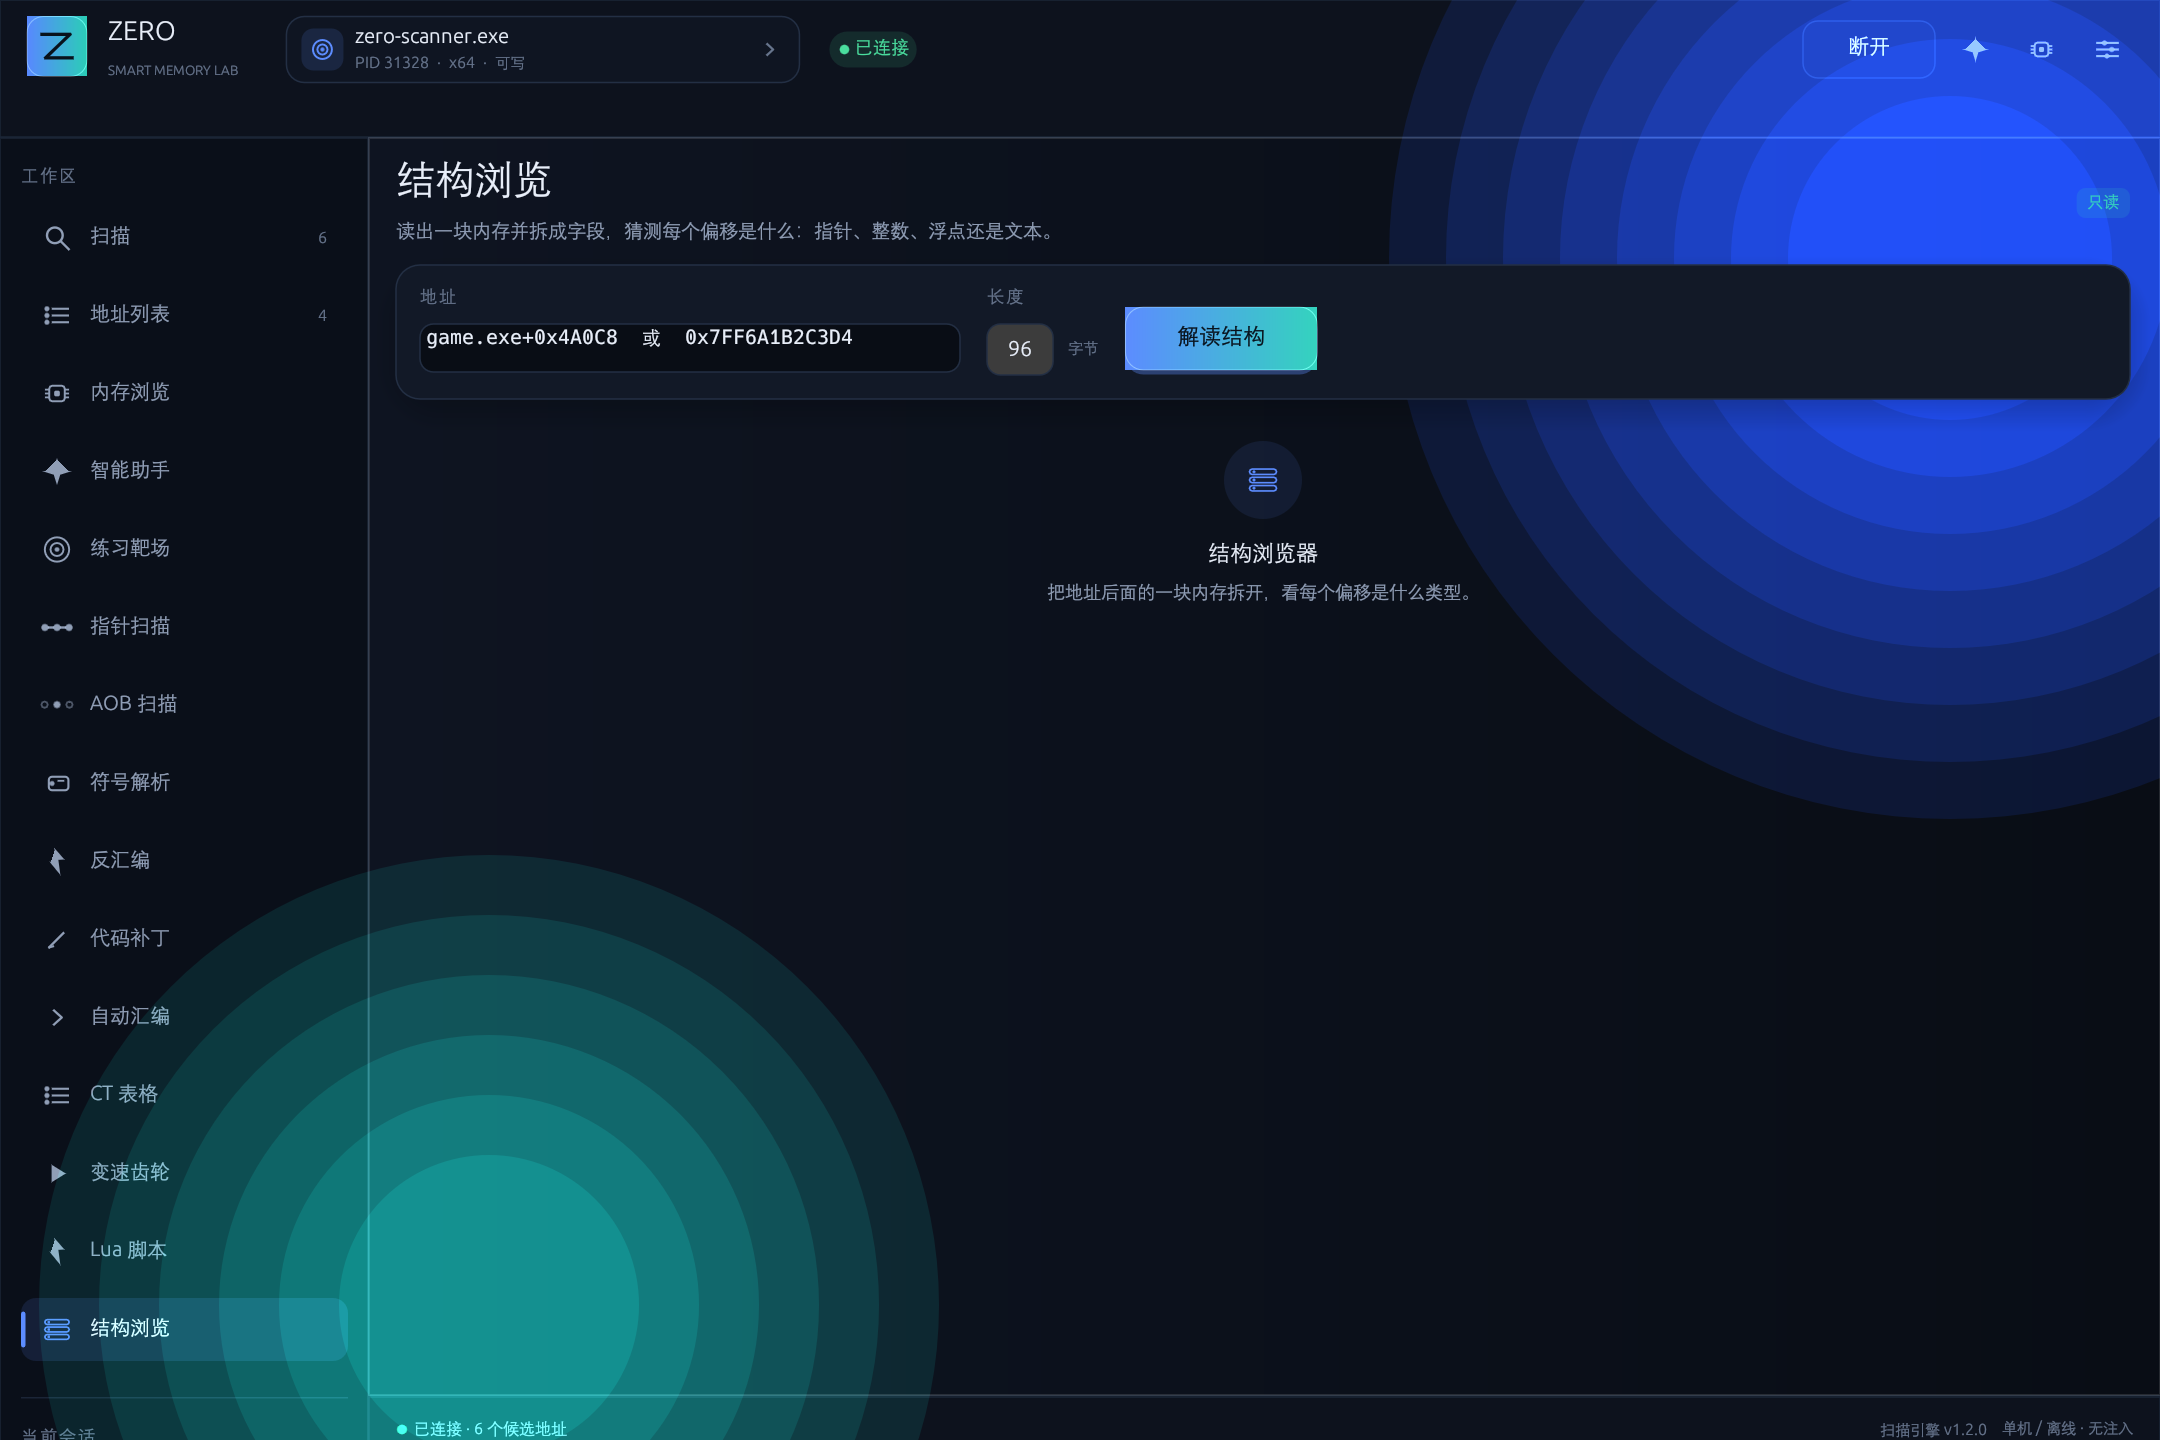 ZERO
SMART MEMORY LAB
zero-scanner.exe
PID 31328 · x64 · 可写
已连接
断开
工作区
扫描 6
地址列表 4
内存浏览
智能助手
练习靶场
指针扫描
AOB 扫描
符号解析
反汇编
代码补丁
自动汇编
CT 表格
变速齿轮
Lua 脚本
结构浏览
当前会话
结构浏览
只读
读出一块内存并拆成字段，猜测每个偏移是什么：指针、整数、浮点还是文本。
地址
game.exe+0x4A0C8 或 0x7FF6A1B2C3D4
长度
96 字节
解读结构
结构浏览器
把地址后面的一块内存拆开，看每个偏移是什么类型。
已连接 · 6 个候选地址
扫描引擎 v1.2.0 单机 / 离线 · 无注入